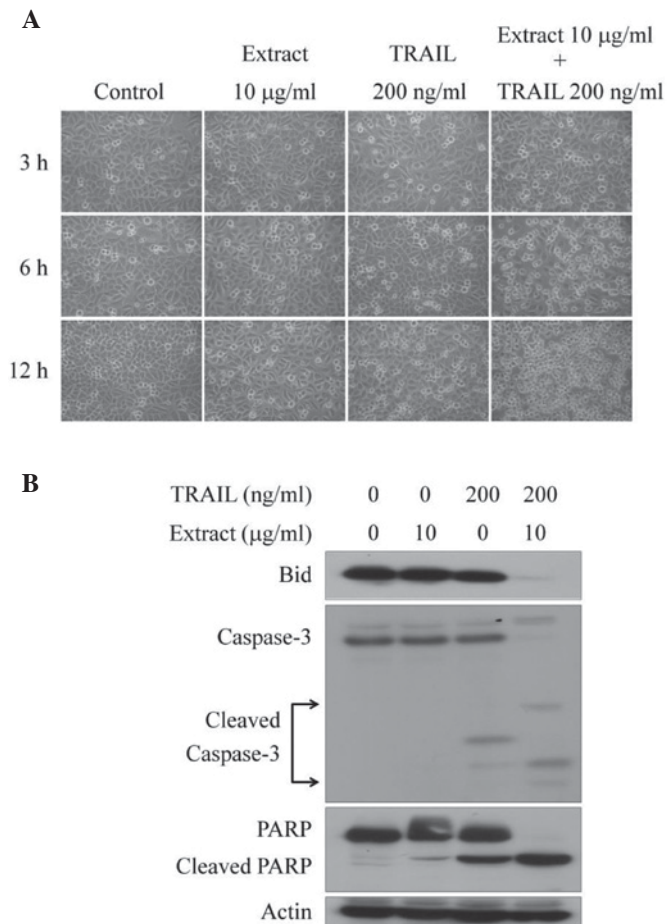 A
Control
Extract
10 μg/ml
TRAIL
200 ng/ml
Extract 10 μg/ml
+
TRAIL 200 ng/ml
3 h
6 h
12 h
B
TRAIL (ng/ml) 0 0 200 200
Extract (μg/ml) 0 10 0 10
Bid
Caspase-3
Cleaved
Caspase-3
PARP
Cleaved PARP
Actin